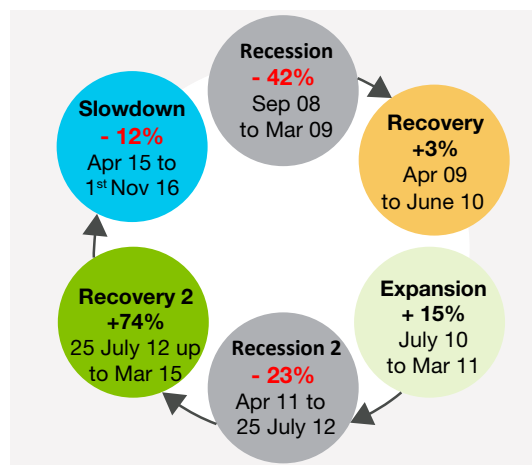 Recession
- 42%
Sep 08
to Mar 09
Recovery
+3%
Apr 09
to June 10
Expansion
+ 15%
July 10
to Mar 11
Recession 2
- 23%
Apr 11 to
25 July 12
Recovery 2
+74%
25 July 12 up
to Mar 15
Slowdown
- 12%
Apr 15 to
1st Nov 16